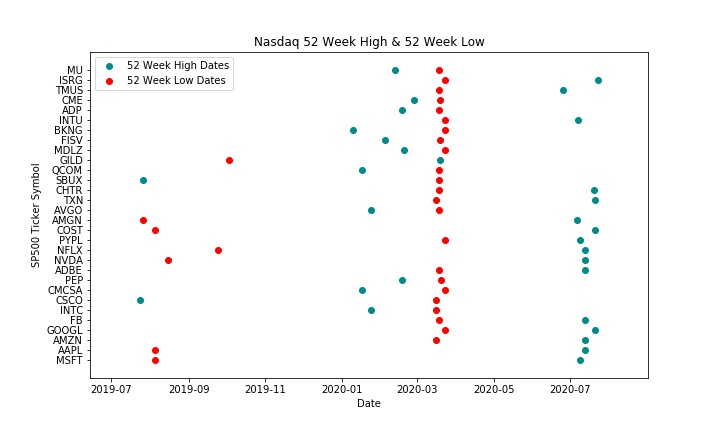 Nasdaq 52 Week High & 52 Week Low
52 Week High Dates
52 Week Low Dates
SP500 Ticker Symbol
MU
ISRG
TMUS
CME
ADP
INTU
BKNG
FISV
MDLZ
GILD
QCOM
SBUX
CHTR
TXN
AVGO
AMGN
COST
PYPL
NFLX
NVDA
ADBE
PEP
CMCSA
CSCO
INTC
FB
GOOGL
AMZN
AAPL
MSFT
2019-07 2019-09 2019-11 2020-01 2020-03 2020-05 2020-07
Date